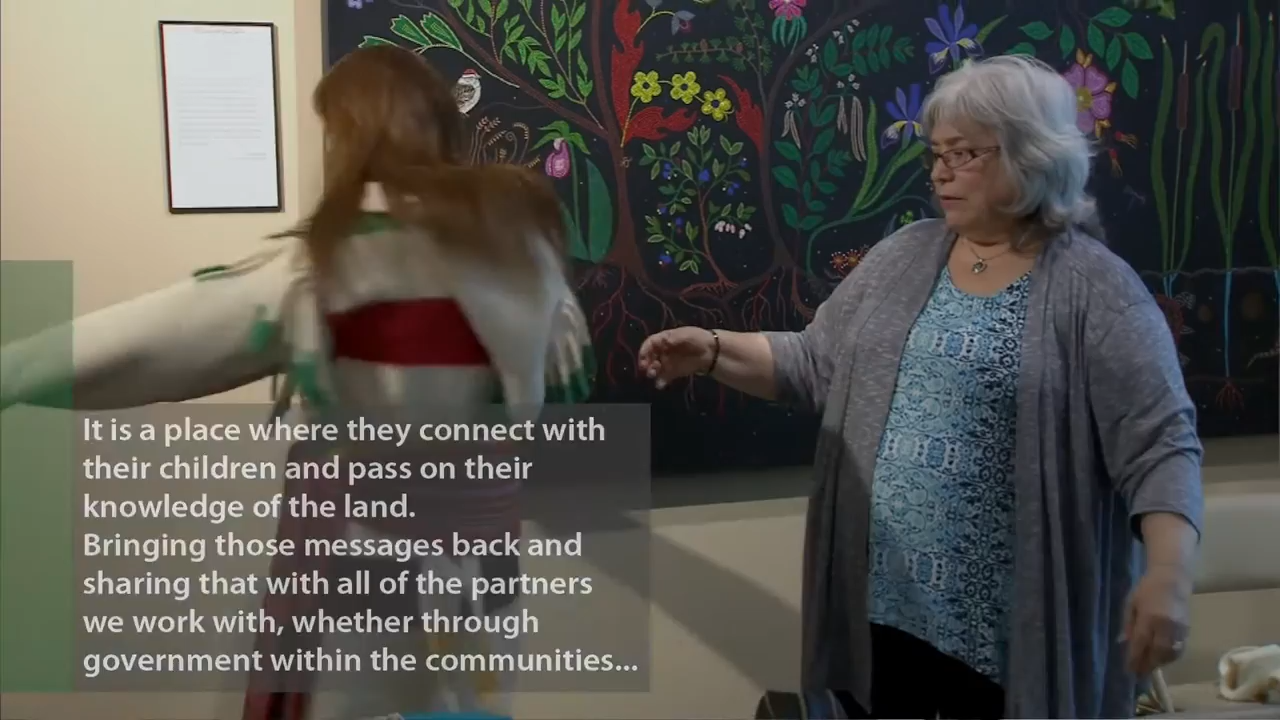 It is a place where they connect with
their children and pass on their
knowledge of the land.
Bringing those messages back and
sharing that with all of the partners
we work with, whether through
government within the communities...